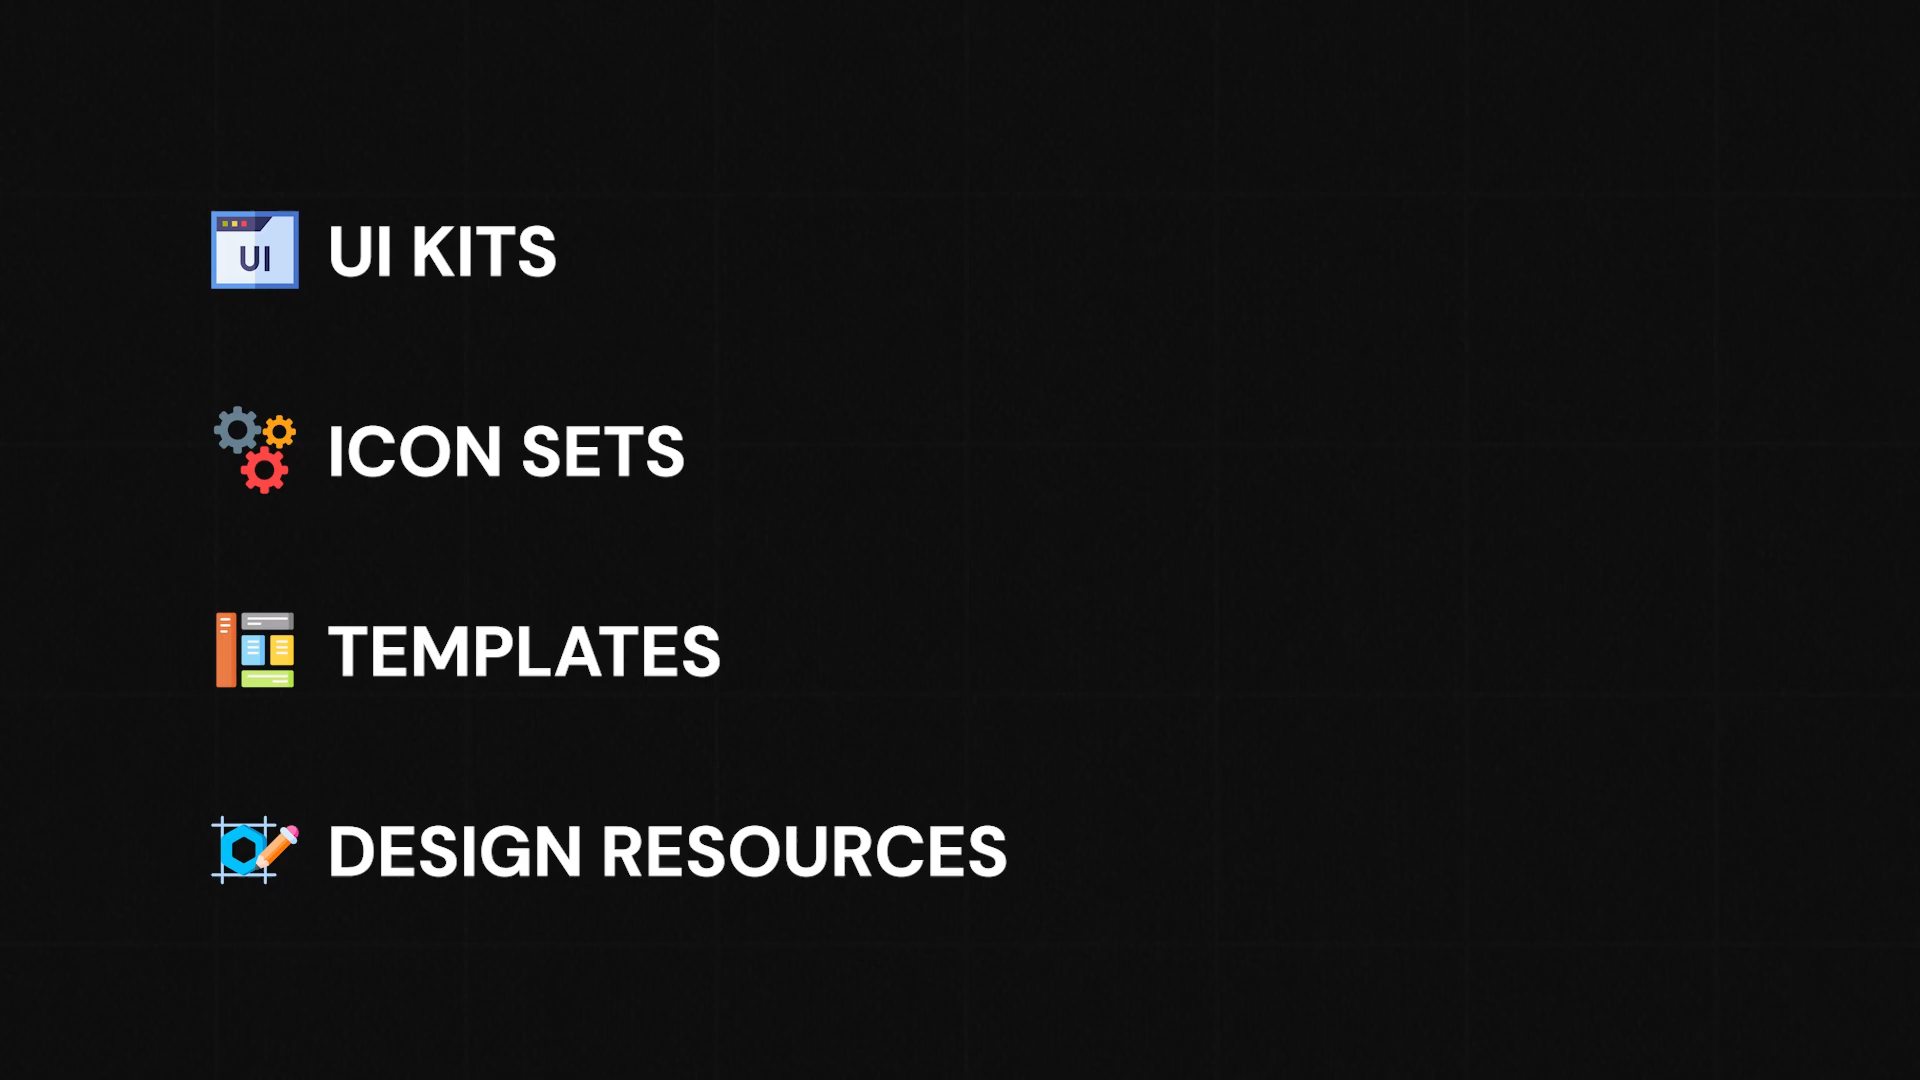 UI
UI KITS
ICON SETS
TEMPLATES
DESIGN RESOURCES